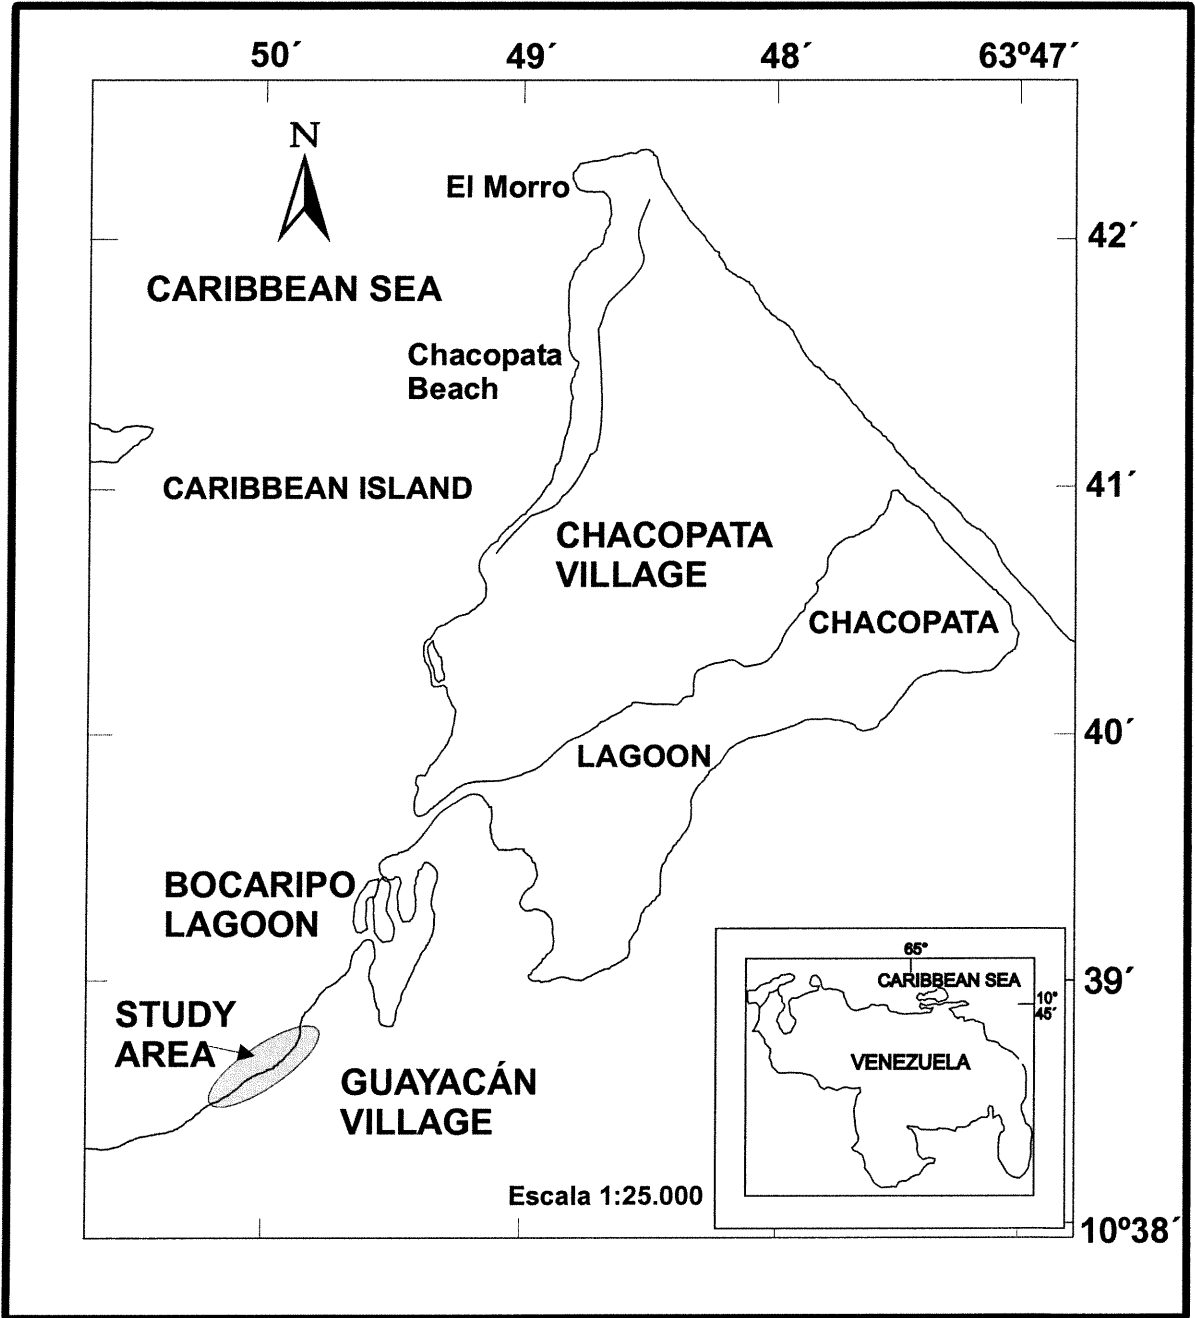 50´ 49´ 48´ 63º47´
N
El Morro
42´
CARIBBEAN SEA
Chacopata
Beach
CARIBBEAN ISLAND
41´
CHACOPATA
VILLAGE
CHACOPATA
LAGOON
40´
BOCARIPO
LAGOON
39´
STUDY
AREA
GUAYACÁN
VILLAGE
Escala 1:25.000
65°
CARIBBEAN SEA
10°
45´
VENEZUELA
10º38´